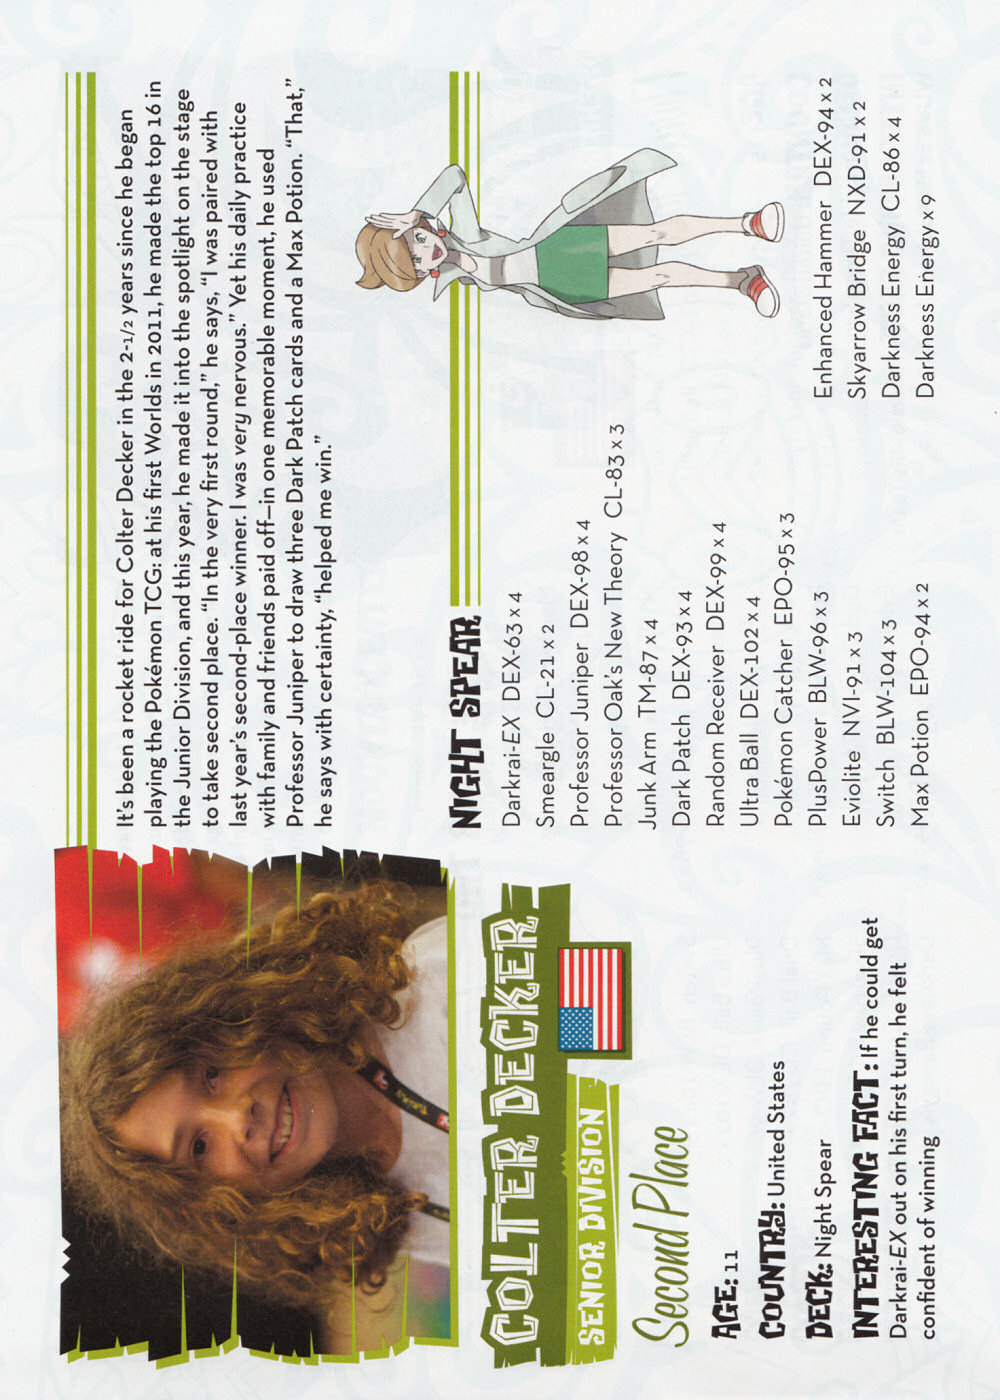 It's been a rocket ride for Colter Decker in the 2-1/2 years since he began
playing the Pokémon TCG: at his first Worlds in 2011, he made the top 16 in
the Junior Division, and this year, he made it into the spotlight on the stage
to take second place. “In the very first round,” he says, “I was paired with
last year's second-place winner. I was very nervous.” Yet his daily practice
with family and friends paid off—in one memorable moment, he used
Professor Juniper to draw three Dark Patch cards and a Max Potion. “That,”
he says with certainty, “helped me win.”
COLTER DECKER
SENIOR DIVISION
Second Place
AGE: 11
COUNTRY: United States
DECK: Night Spear
INTERESTING FACT: If he could get
Darkrai-EX out on his first turn, he felt
confident of winning
NIGHT SPEAR
Darkrai-EX DEX-63 x 4
Smeargle CL-21 x 2
Professor Juniper DEX-98 x 4
Professor Oak's New Theory CL-83 x 3
Junk Arm TM-87 x 4
Dark Patch DEX-93 x 4
Random Receiver DEX-99 x 4
Ultra Ball DEX-102 x 4
Pokémon Catcher EPO-95 x 3
PlusPower BLW-96 x 3
Eviolite NVI-91 x 3
Switch BLW-104 x 3
Max Potion EPO-94 x 2
Enhanced Hammer DEX-94 x 2
Skyarrow Bridge NXD-91 x 2
Darkness Energy CL-86 x 4
Darkness Energy x 9